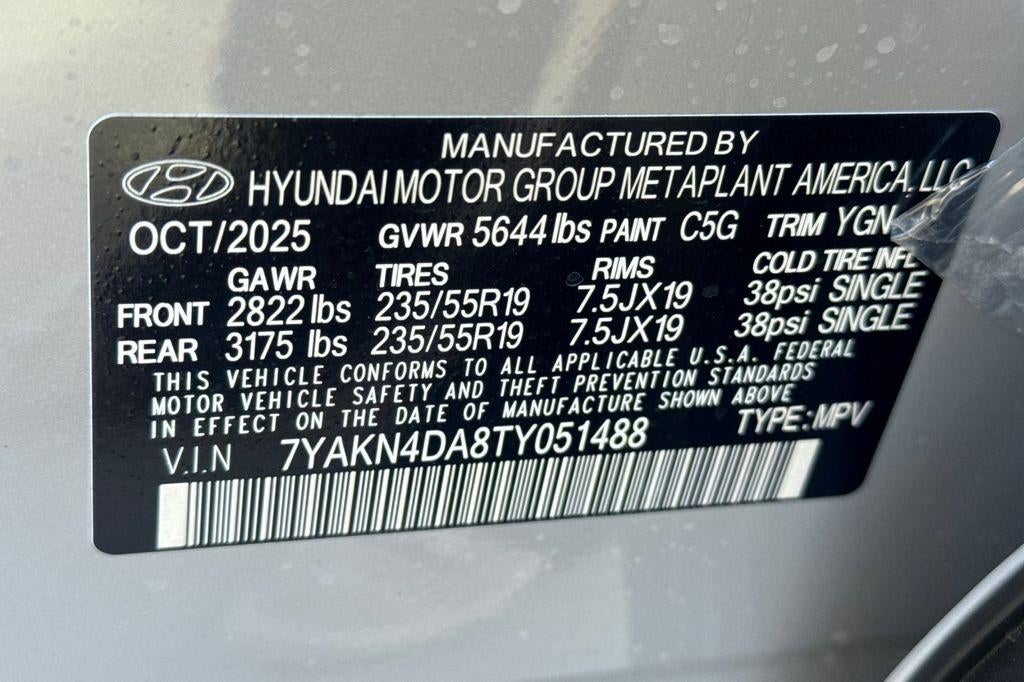 MANUFACTURED BY
HYUNDAI MOTOR GROUP METAPLANT AMERICA, LLC
OCT/2025 GVWR 5644 lbs PAINT C5G TRIM YGN
GAWR TIRES RIMS COLD TIRE INFL
FRONT 2822 lbs 235/55R19 7.5JX19 38psi SINGLE
REAR 3175 lbs 235/55R19 7.5JX19 38psi SINGLE
THIS VEHICLE CONFORMS TO ALL APPLICABLE U.S.A. FEDERAL
MOTOR VEHICLE SAFETY AND THEFT PREVENTION STANDARDS
IN EFFECT ON THE DATE OF MANUFACTURE SHOWN ABOVE
V.I.N 7YAKN4DA8TY051488 TYPE:MPV